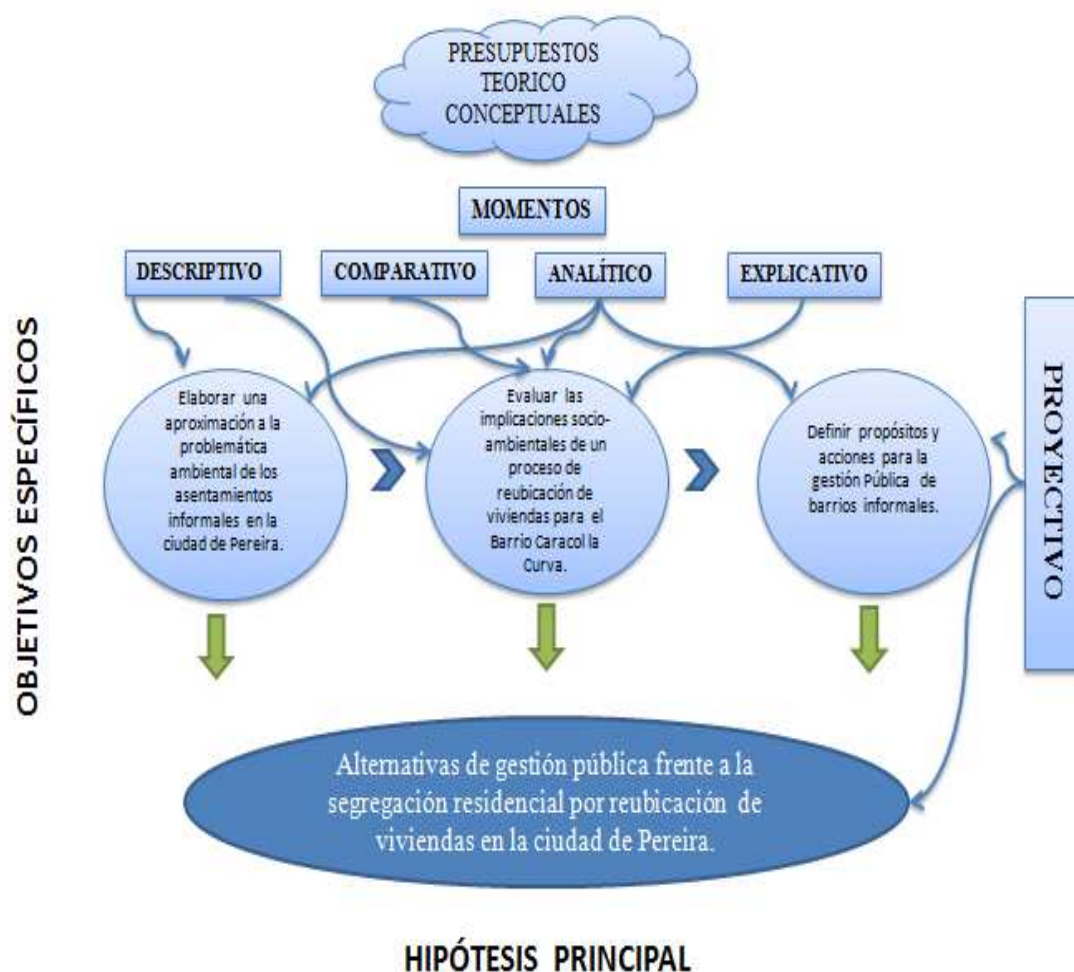 PRESUPUESTOS
TEORICO
CONCEPTUALES
MOMENTOS
DESCRIPTIVO
COMPARATIVO
ANALÍTICO
EXPLICATIVO
OBJETIVOS ESPECÍFICOS
Elaborar una
aproximación a la
problemática
ambiental de los
asentamientos
informales en la
ciudad de Pereira.
Evaluar las
implicaciones socio-
ambientales de un
proceso de
reubicación de
viviendas para el
Barrio Caracol la
Curva.
Definir propósitos y
acciones para la
gestión Pública de
barrios informales.
PROYECTIVO
Alternativas de gestión pública frente a la
segregación residencial por reubicación de
viviendas en la ciudad de Pereira.
HIPÓTESIS PRINCIPAL